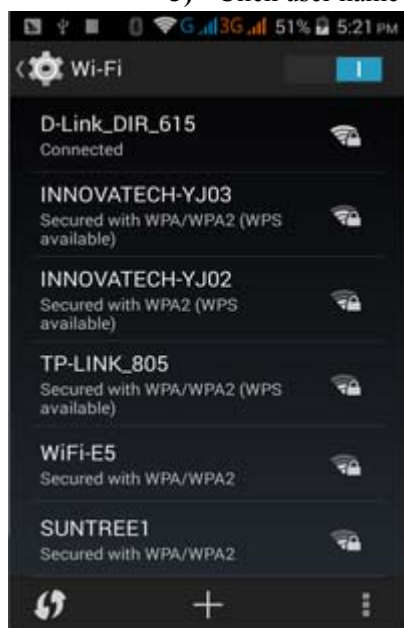 G 3G 51% 5:21 PM
Wi-Fi
D-Link_DIR_615
Connected
INNOVATECH-YJ03
Secured with WPA/WPA2 (WPS
available)
INNOVATECH-YJ02
Secured with WPA2 (WPS
available)
TP-LINK_805
Secured with WPA/WPA2 (WPS
available)
WiFi-E5
Secured with WPA/WPA2
SUNTREE1
Secured with WPA/WPA2